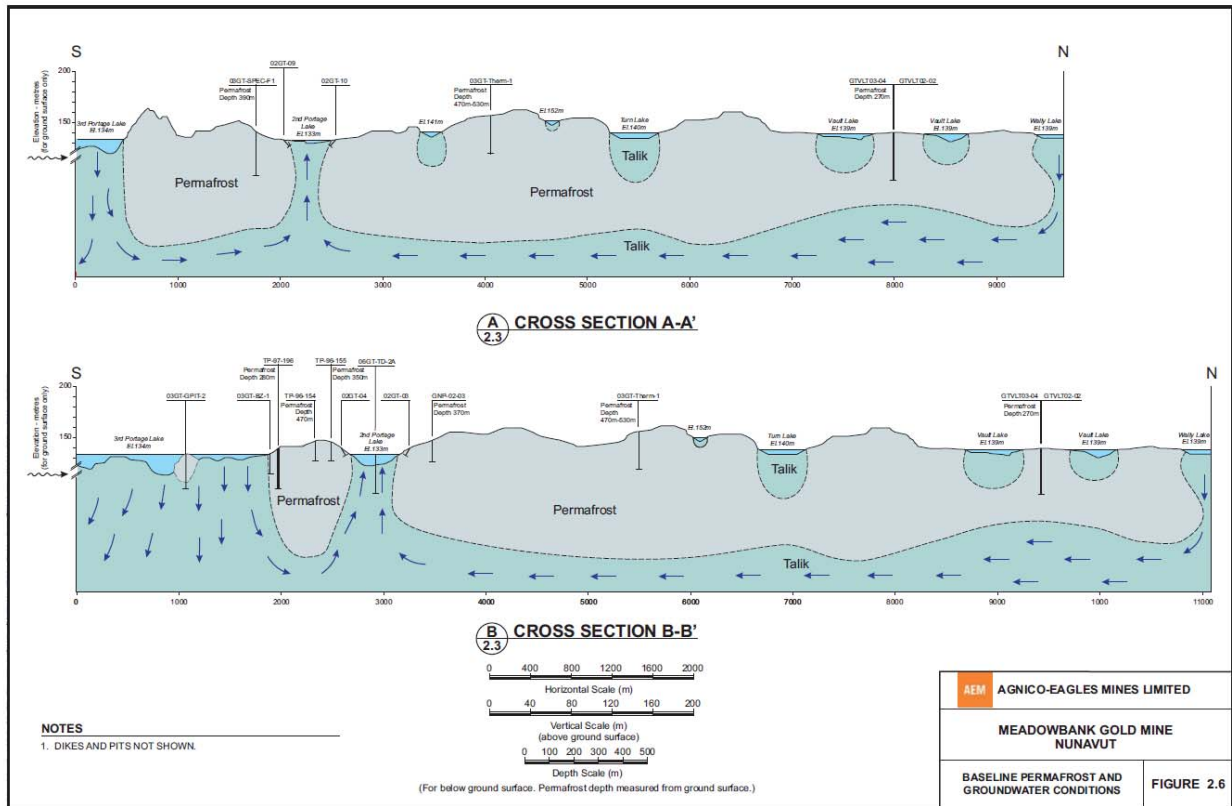 S
N
200
150
Elevation - metres
(for ground surface only)
3rd Portage Lake
El.134m
03GT-SPEC-F1
Permafrost
Depth 390m
02GT-09
2nd Portage
Lake
El.133m
02GT-10
El.141m
03GT-Therm-1
Permafrost
Depth
470m-530m
El.152m
Turn Lake
El.140m
Talik
GTVLT03-04 GTVLT02-02
Permafrost
Depth 270m
Vault Lake
El.139m
Vault Lake
El.139m
Wally Lake
El.139m
Permafrost
Permafrost
Talik
0 1000 2000 3000 4000 5000 6000 7000 8000 9000
A
2.3
CROSS SECTION A-A'
S
N
200
150
Elevation - metres
(for ground surface only)
3rd Portage Lake
El.134m
03GT-GPIT-2
03GT-BZ-1
TP-97-196
Permafrost
Depth 280m
TP-96-154
Permafrost
Depth
470m
TP-96-155
Permafrost
Depth 350m
06GT-TD-2A
02GT-04
2nd Portage
Lake
El.133m
GNP-02-03
Permafrost
Depth 370m
03GT-Therm-1
Permafrost
Depth
470m-530m
El.152m
Turn Lake
El.140m
Talik
GTVLT03-04 GTVLT02-02
Permafrost
Depth 270m
Vault Lake
El.139m
Vault Lake
El.139m
Wally Lake
El.139m
Permafrost
Permafrost
Talik
0 1000 2000 3000 4000 5000 6000 7000 8000 9000 1000 11000
B
2.3
CROSS SECTION B-B'
0 400 800 1200 1600 2000
Horizontal Scale (m)
0 40 80 120 160 200
Vertical Scale (m)
(above ground surface)
0 100 200 300 400 500
Depth Scale (m)
(For below ground surface. Permafrost depth measured from ground surface.)
NOTES
1. DIKES AND PITS NOT SHOWN.
AEM AGNICO-EAGLES MINES LIMITED
MEADOWBANK GOLD MINE
NUNAVUT
BASELINE PERMAFROST AND
GROUNDWATER CONDITIONS
FIGURE 2.6